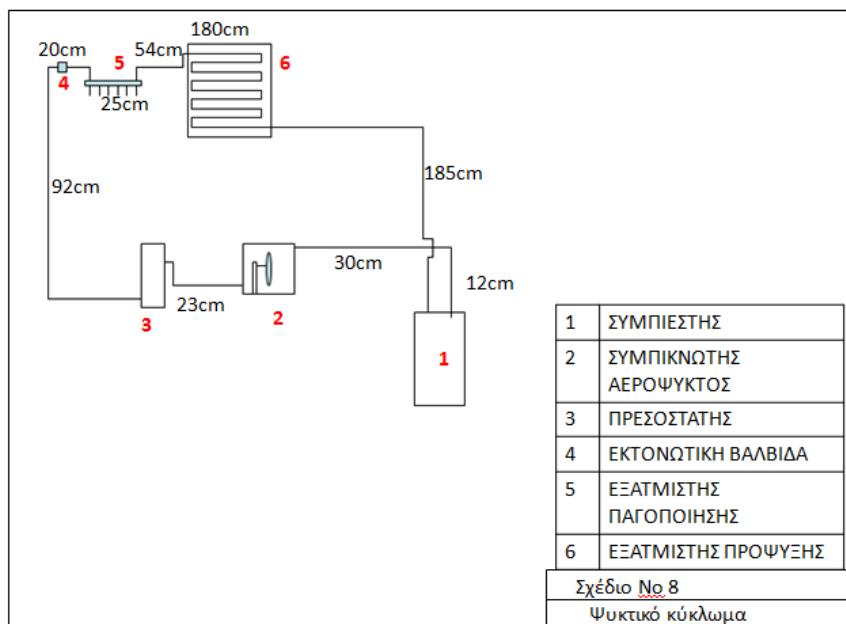 180cm
20cm
5
54cm
6
4
25cm
92cm
185cm
30cm
12cm
23cm
3
2
1
1 ΣΥΜΠΙΕΣΤΗΣ
2 ΣΥΜΠΙΚΝΩΤΗΣ
ΑΕΡΟΨΥΚΤΟΣ
3 ΠΡΕΣΟΣΤΑΤΗΣ
4 ΕΚΤΟΝΩΤΙΚΗ ΒΑΛΒΙΔΑ
5 ΕΞΑΤΜΙΣΤΗΣ
ΠΑΓΟΠΟΙΗΣΗΣ
6 ΕΞΑΤΜΙΣΤΗΣ ΠΡΟΨΥΞΗΣ
Σχέδιο Νο 8
Ψυκτικό κύκλωμα